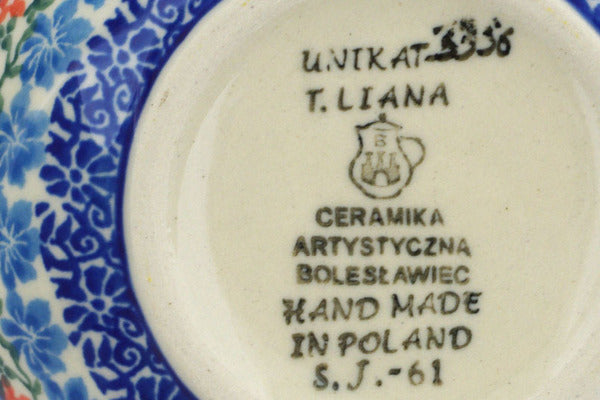 UNIKAT
T. LIANA
B
CERAMIKA
ARTYSTYCZNA
BOLESŁAWIEC
HAND MADE
IN POLAND
S.J.-61